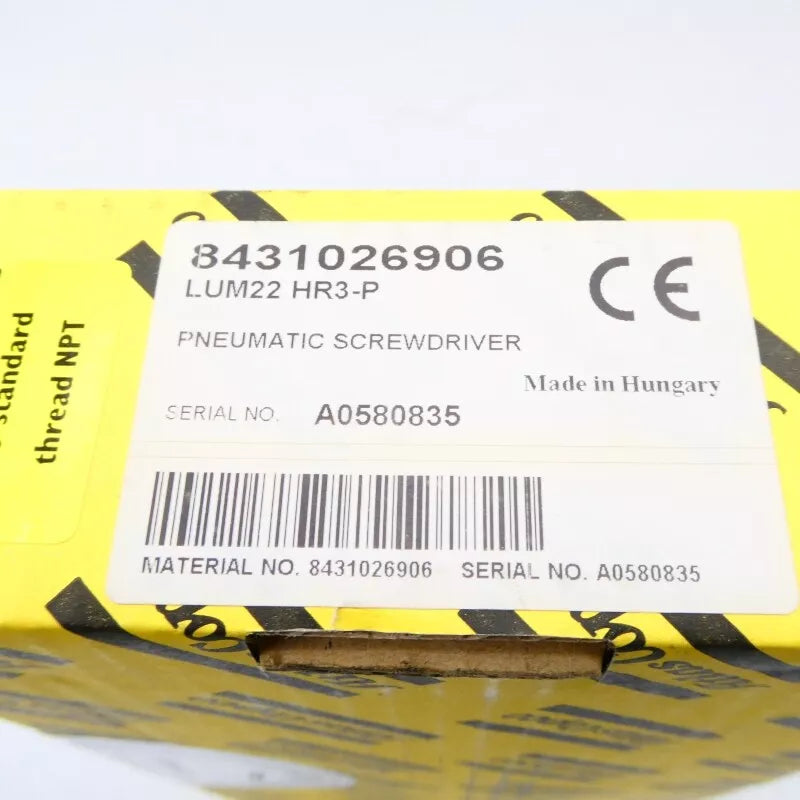 8431026906
LUM22 HR3-P
PNEUMATIC SCREWDRIVER
Made in Hungary
SERIAL NO. A0580835
MATERIAL NO. 8431026906 SERIAL NO. A0580835
standard
thread NPT
CE